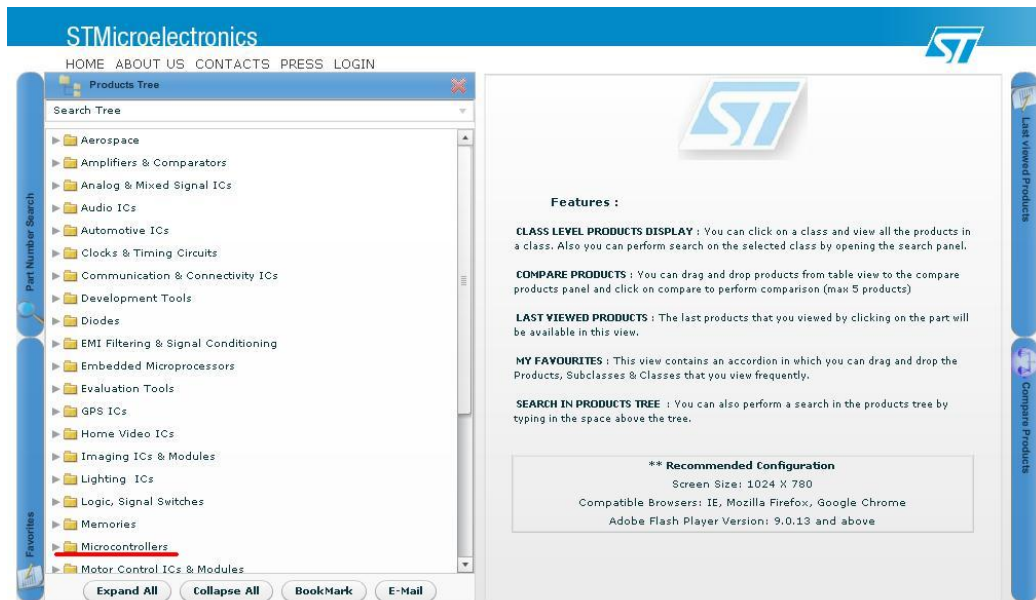 STMicroelectronics
ST
HOME ABOUT US CONTACTS PRESS LOGIN
Part Number Search
Favorites
Products Tree
Search Tree
Aerospace
Amplifiers & Comparators
Analog & Mixed Signal ICs
Audio ICs
Automotive ICs
Clocks & Timing Circuits
Communication & Connectivity ICs
Development Tools
Diodes
EMI Filtering & Signal Conditioning
Embedded Microprocessors
Evaluation Tools
GPS ICs
Home Video ICs
Imaging ICs & Modules
Lighting ICs
Logic, Signal Switches
Memories
Microcontrollers
Motor Control ICs & Modules
Expand All Collapse All BookMark E-Mail
ST
Features :
CLASS LEVEL PRODUCTS DISPLAY : You can click on a class and view all the products in
a class. Also you can perform search on the selected class by opening the search panel.
COMPARE PRODUCTS : You can drag and drop products from table view to the compare
products panel and click on compare to perform comparison (max 5 products)
LAST VIEWED PRODUCTS : The last products that you viewed by clicking on the part will
be available in this view.
MY FAVOURITES : This view contains an accordion in which you can drag and drop the
Products, Subclasses & Classes that you view frequently.
SEARCH IN PRODUCTS TREE : You can also perform a search in the products tree by
typing in the space above the tree.
** Recommended Configuration
Screen Size: 1024 X 780
Compatible Browsers: IE, Mozilla Firefox, Google Chrome
Adobe Flash Player Version: 9.0.13 and above
Last viewed Products
Compare Products